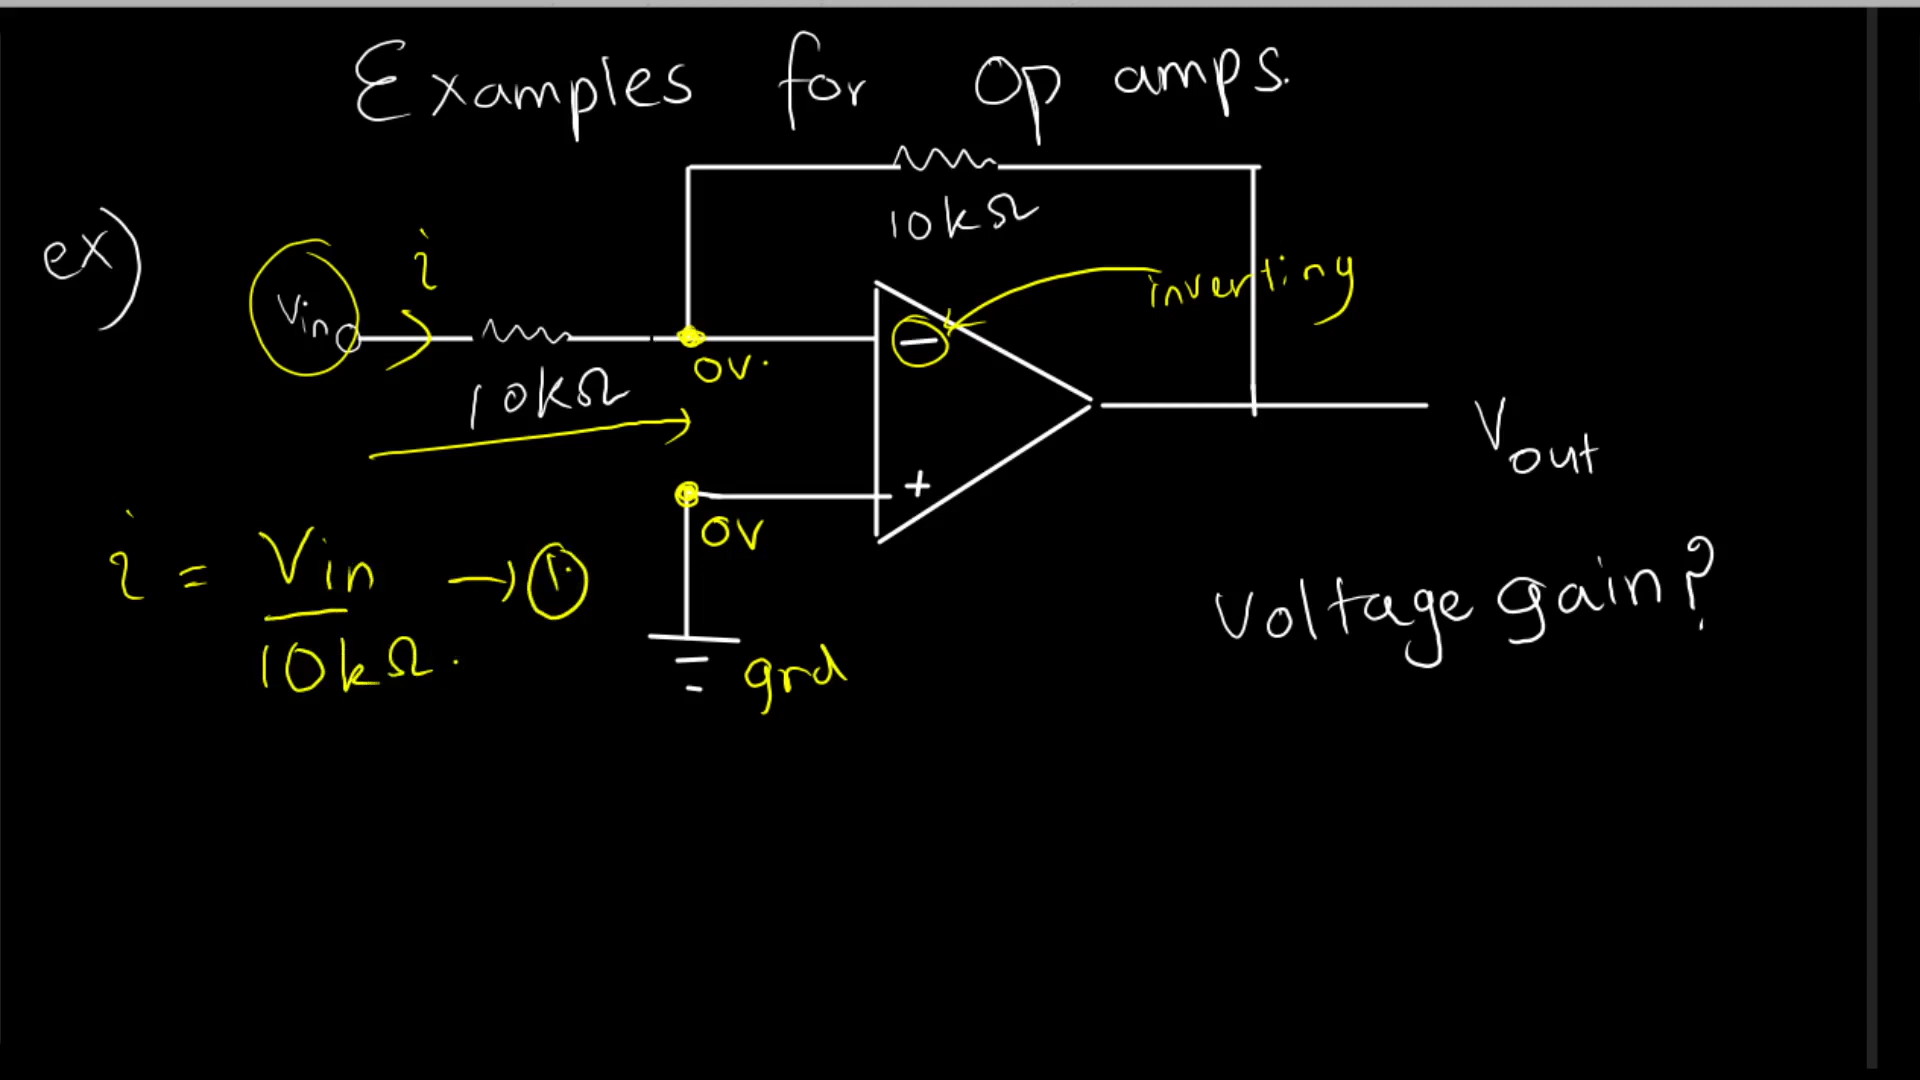 Examples for Op amps.
10kΩ
ex)
i
inverting
Vin
−
0V.
10kΩ
Vout
+
0V
i = Vin → ①
10kΩ.
Voltage gain?
grd